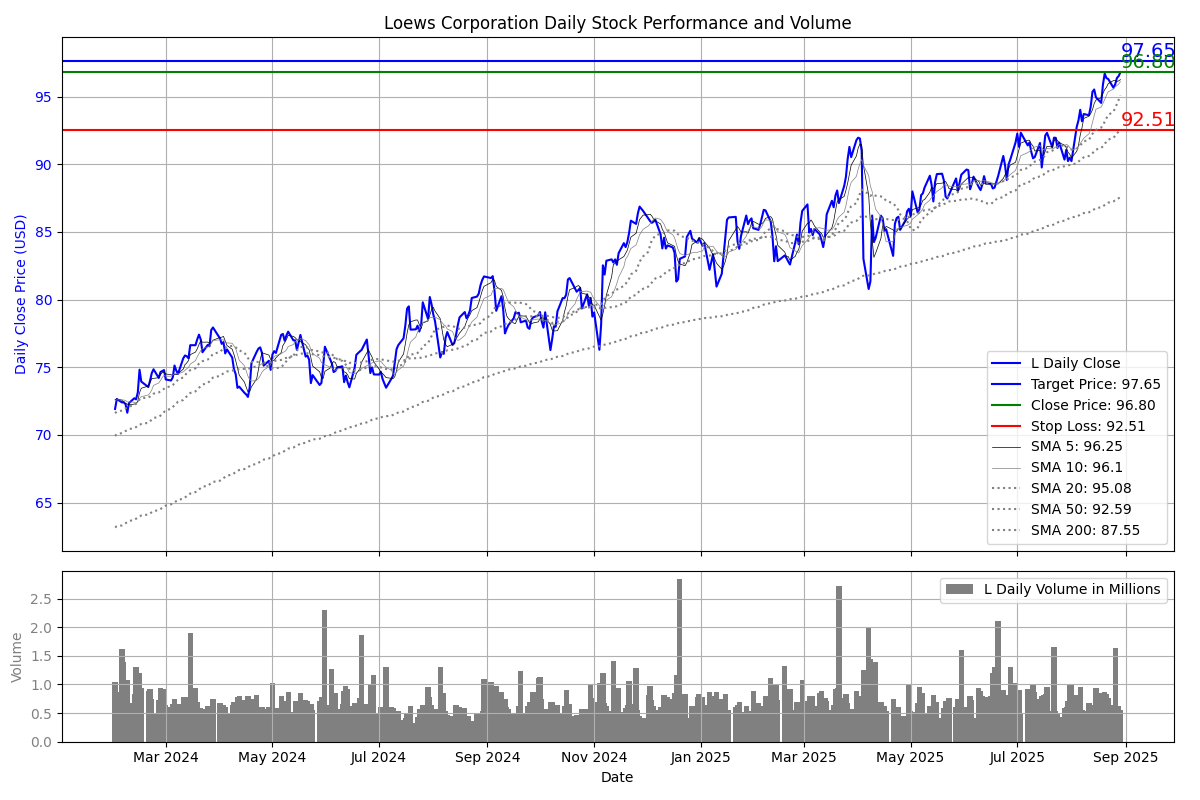 Loews Corporation Daily Stock Performance and Volume
97.65
96.80
92.51
Daily Close Price (USD)
95
90
85
80
75
70
65
L Daily Close
Target Price: 97.65
Close Price: 96.80
Stop Loss: 92.51
SMA 5: 96.25
SMA 10: 96.1
SMA 20: 95.08
SMA 50: 92.59
SMA 200: 87.55
L Daily Volume in Millions
Volume
2.5
2.0
1.5
1.0
0.5
0.0
Mar 2024 May 2024 Jul 2024 Sep 2024 Nov 2024 Jan 2025 Mar 2025 May 2025 Jul 2025 Sep 2025
Date